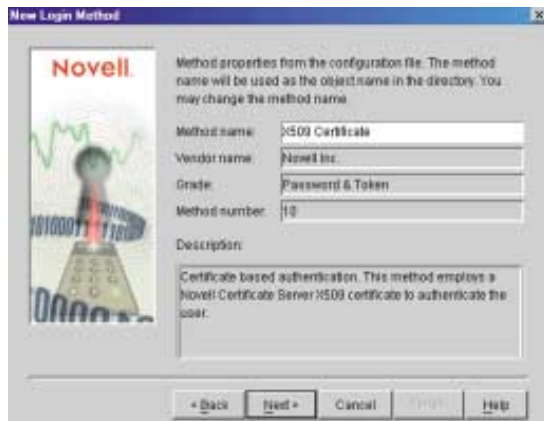 New Login Method
Novell.
Method properties from the configuration file. The method
name will be used as the object name in the directory. You
may change the method name.
Method name: X509 Certificate
Vendor name: Novell Inc.
Grade: Password & Token
Method number: 10
Description:
Certificate based authentication. This method employs a
Novell Certificate Server X509 certificate to authenticate the
user.
< Back
Next >
Cancel
Finish
Help